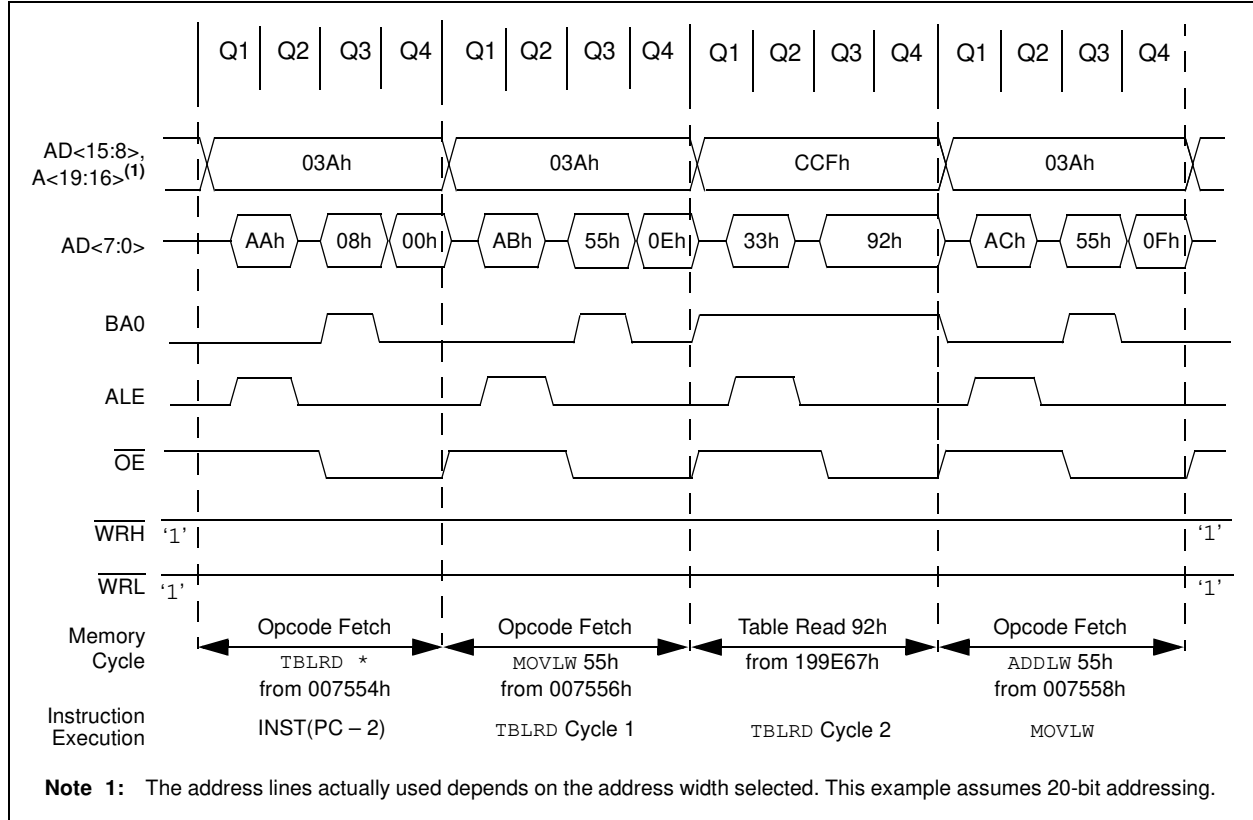 Q1 Q2 Q3 Q4 Q1 Q2 Q3 Q4 Q1 Q2 Q3 Q4 Q1 Q2 Q3 Q4
AD<15:8>,
A<19:16>(1)
03Ah 03Ah CCFh 03Ah
AD<7:0> AAh 08h 00h ABh 55h 0Eh 33h 92h ACh 55h 0Fh
BA0
ALE
OE
WRH '1' '1'
WRL '1' '1'
Memory
Cycle
Opcode Fetch
TBLRD *
from 007554h
Opcode Fetch
MOVLW 55h
from 007556h
Table Read 92h
from 199E67h
Opcode Fetch
ADDLW 55h
from 007558h
Instruction
Execution
INST(PC – 2) TBLRD Cycle 1 TBLRD Cycle 2 MOVLW
Note 1: The address lines actually used depends on the address width selected. This example assumes 20-bit addressing.